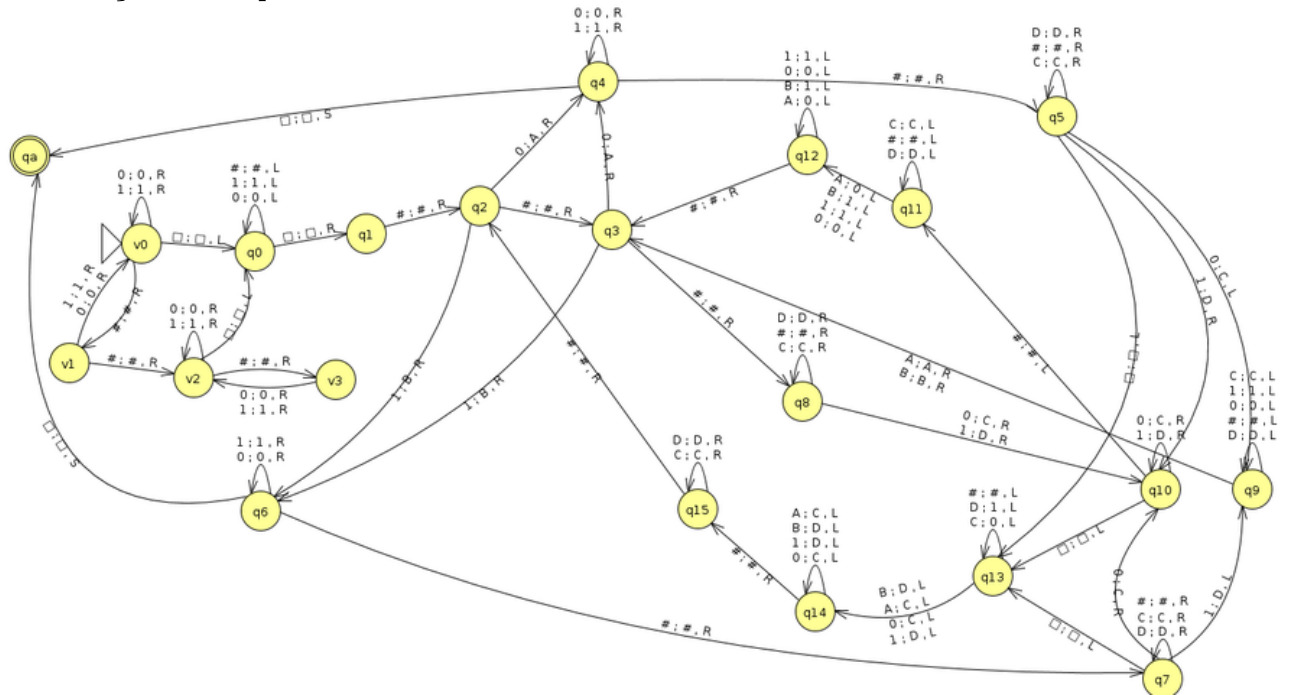 0;0,R
1;1,R
q4
#;#,R
D;D,R
#;#,R
C;C,R
q5
1;1,L
0;0,L
B;1,L
A;0,L
q12
C;C,L
#;#,L
D;D,L
q11
A;0,L
B;1,L
1;1,L
0;0,L
□;□,S
qa
0;A,R
0;A,R
0;0,R
1;1,R
v0
□;□,L
#;#,L
1;1,L
0;0,L
q0
□;□,R
q1
#;#,R
q2
#;#,R
q3
#;#,R
1;1,R
0;0,R
#;#,R
v1
#;#,R
0;0,R
1;1,R
v2
□;□,L
#;#,R
0;0,R
1;1,R
v3
1;B,R
1;B,R
#;#,R
#;#,R
D;D,R
#;#,R
C;C,R
q8
A;A,R
B;B,R
0;C,R
1;D,R
#;#,L
1;D,R
0;C,L
C;C,L
1;1,L
0;0,L
#;#,L
D;D,L
q9
0;C,R
1;D,R
q10
□;□,S
1;1,R
0;0,R
q6
D;D,R
C;C,R
q15
#;#,R
A;C,L
B;D,L
1;D,L
0;C,L
q14
#;#,L
D;1,L
C;0,L
q13
□;□,L
B;D,L
A;C,L
0;C,L
1;D,L
□;□,L
0;C,R
1;D,L
#;#,R
#;#,R
C;C,R
D;D,R
q7